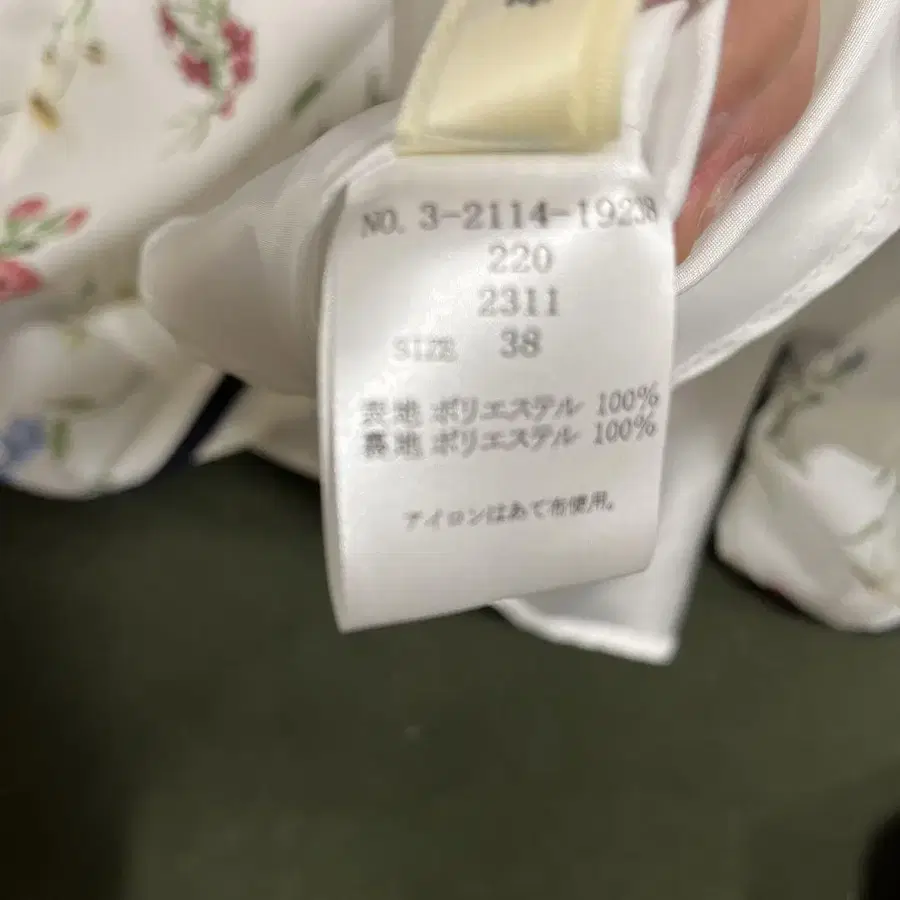 NO. 3-2114-19238
220
2311
SIZE 38
表地 ポリエステル 100%
裏地 ポリエステル 100%
アイロンはあて布使用。